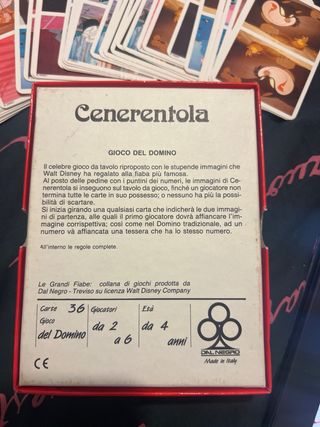 Cenerentola
GIOCO DEL DOMINO
Il celebre gioco da tavolo riproposto con le stupende immagini che
Walt Disney ha regalato alla fiaba più famosa.
Al posto delle pedine con i puntini dei numeri, le immagini di Ce-
nerentola si inseguono sul tavolo da gioco, finché un giocatore non
termina tutte le carte in suo possesso; o nessuno ha più la possi-
bilità di scartare.
Si inizia girando una qualsiasi carta che indicherà le due immagi-
ni di partenza, alle quali il primo giocatore dovrà affiancare l'im-
magine corrispettiva; così come nel Domino tradizionale, ad un
numero và affiancata una tessera che ha lo stesso numero.
All'interno le regole complete.
Le Grandi Fiabe: collana di giochi prodotta da
Dal Negro - Treviso su licenza Walt Disney Company
Carte 36 Giocatori Età
Gioco
del Domino da 2 a 6 da 4 anni
DAL NEGRO
Made in Italy
CE